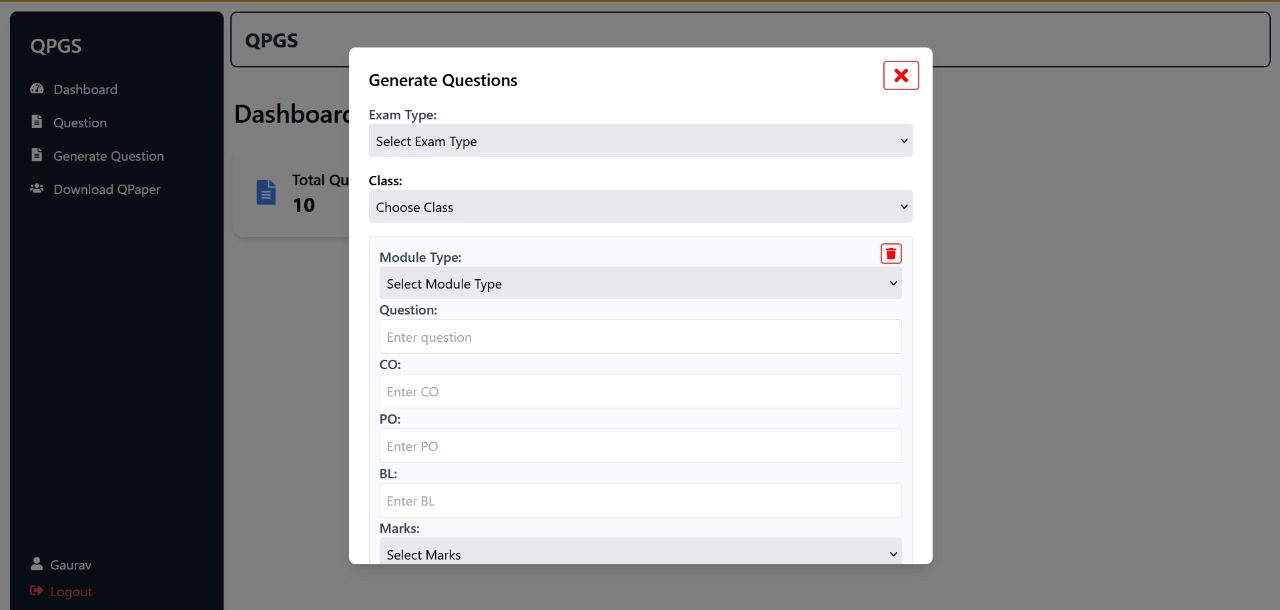 QPGS
Dashboard
Question
Generate Question
Download QPaper
Gaurav
Logout
QPGS
Dashboard
Total Qu
10
Generate Questions
Exam Type:
Select Exam Type
Class:
Choose Class
Module Type:
Select Module Type
Question:
Enter question
CO:
Enter CO
PO:
Enter PO
BL:
Enter BL
Marks:
Select Marks